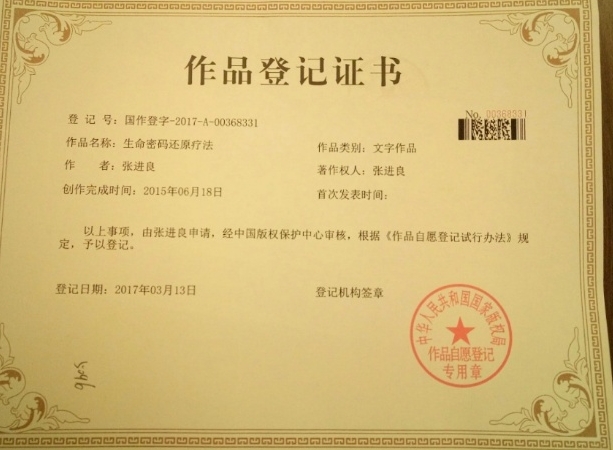 作品登记证书
No. 00368331
登 记 号：国作登字-2017-A-00368331
作品名称：生命密码还原疗法
作品类别：文字作品
作 者：张进良
著作权人：张进良
创作完成时间：2015年06月18日
首次发表时间：
以上事项，由张进良申请，经中国版权保护中心审核，根据《作品自愿登记试行办法》规
定，予以登记。
登记日期：2017年03月13日
登记机构签章
中华人民共和国国家版权局
作品自愿登记
专用章